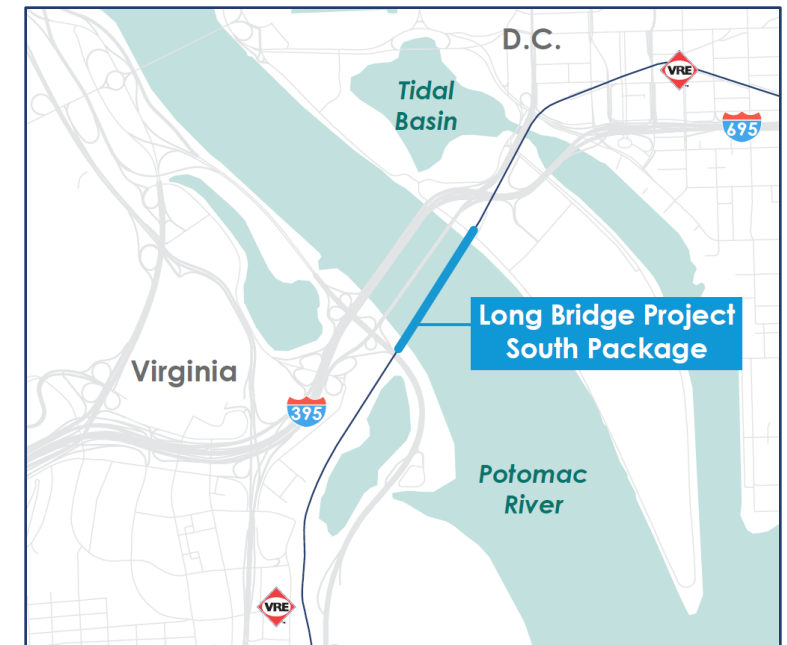 D.C.
VRE
Tidal
Basin
695
Long Bridge Project
South Package
Virginia
395
Potomac
River
VRE